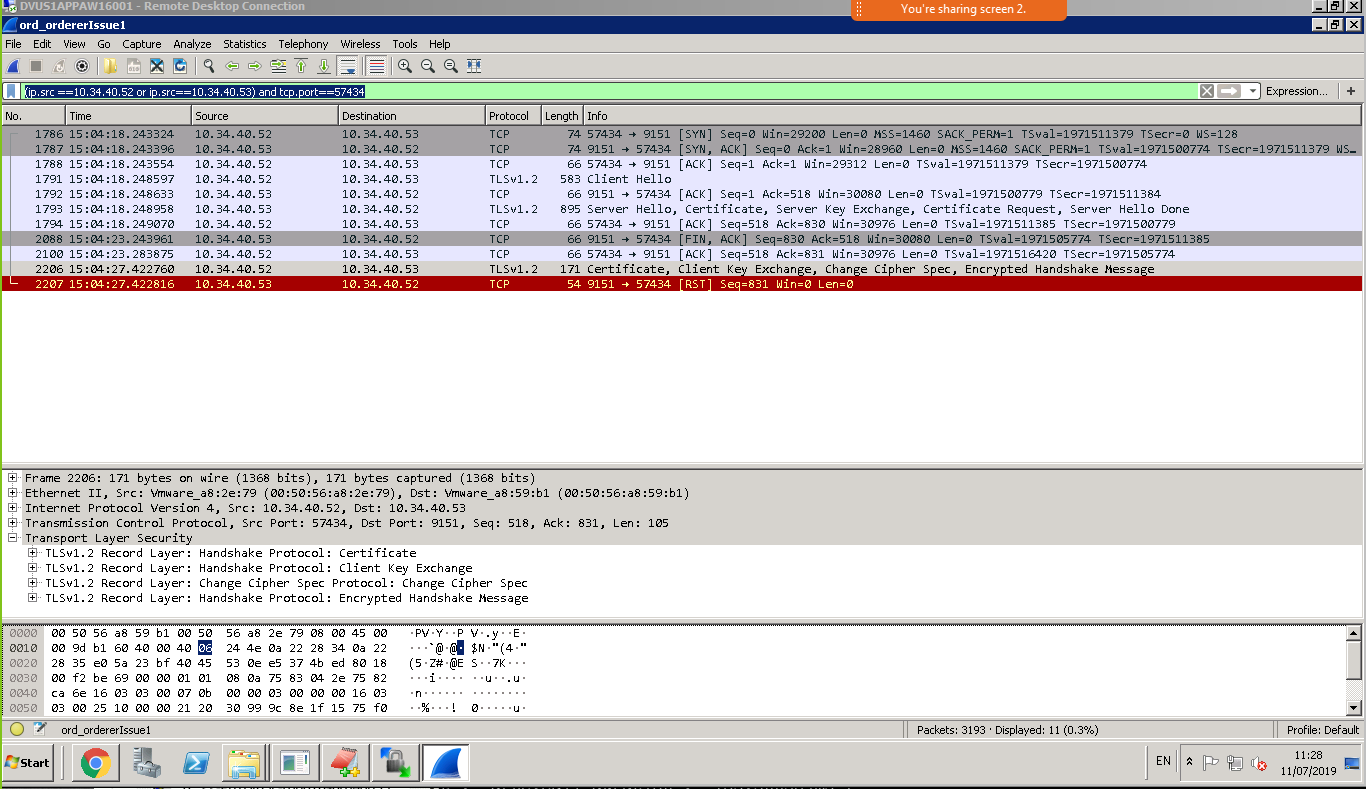 DVUS1APPAW16001 - Remote Desktop Connection
You're sharing screen 2.
ord_ordererIssue1
File Edit View Go Capture Analyze Statistics Telephony Wireless Tools Help
(ip.src ==10.34.40.52 or ip.src==10.34.40.53) and tcp.port==57434
Expression... +
No. Time Source Destination Protocol Length Info
1786 15:04:18.243324 10.34.40.52 10.34.40.53 TCP 74 57434 → 9151 [SYN] Seq=0 Win=29200 Len=0 MSS=1460 SACK_PERM=1 TSval=1971511379 TSecr=0 WS=128
1787 15:04:18.243396 10.34.40.53 10.34.40.52 TCP 74 9151 → 57434 [SYN, ACK] Seq=0 Ack=1 Win=28960 Len=0 MSS=1460 SACK_PERM=1 TSval=1971500774 TSecr=1971511379 WS…
1788 15:04:18.243554 10.34.40.52 10.34.40.53 TCP 66 57434 → 9151 [ACK] Seq=1 Ack=1 Win=29312 Len=0 TSval=1971511379 TSecr=1971500774
1791 15:04:18.248597 10.34.40.52 10.34.40.53 TLSv1.2 583 Client Hello
1792 15:04:18.248633 10.34.40.53 10.34.40.52 TCP 66 9151 → 57434 [ACK] Seq=1 Ack=518 Win=30080 Len=0 TSval=1971500779 TSecr=1971511384
1793 15:04:18.248958 10.34.40.53 10.34.40.52 TLSv1.2 895 Server Hello, Certificate, Server Key Exchange, Certificate Request, Server Hello Done
1794 15:04:18.249070 10.34.40.52 10.34.40.53 TCP 66 57434 → 9151 [ACK] Seq=518 Ack=830 Win=30976 Len=0 TSval=1971511385 TSecr=1971500779
2088 15:04:23.243961 10.34.40.53 10.34.40.52 TCP 66 9151 → 57434 [FIN, ACK] Seq=830 Ack=518 Win=30080 Len=0 TSval=1971505774 TSecr=1971511385
2100 15:04:23.283875 10.34.40.52 10.34.40.53 TCP 66 57434 → 9151 [ACK] Seq=518 Ack=831 Win=30976 Len=0 TSval=1971516420 TSecr=1971505774
2206 15:04:27.422760 10.34.40.52 10.34.40.53 TLSv1.2 171 Certificate, Client Key Exchange, Change Cipher Spec, Encrypted Handshake Message
2207 15:04:27.422816 10.34.40.53 10.34.40.52 TCP 54 9151 → 57434 [RST] Seq=831 Win=0 Len=0
Frame 2206: 171 bytes on wire (1368 bits), 171 bytes captured (1368 bits)
Ethernet II, Src: Vmware_a8:2e:79 (00:50:56:a8:2e:79), Dst: Vmware_a8:59:b1 (00:50:56:a8:59:b1)
Internet Protocol Version 4, Src: 10.34.40.52, Dst: 10.34.40.53
Transmission Control Protocol, Src Port: 57434, Dst Port: 9151, Seq: 518, Ack: 831, Len: 105
Transport Layer Security
TLSv1.2 Record Layer: Handshake Protocol: Certificate
TLSv1.2 Record Layer: Handshake Protocol: Client Key Exchange
TLSv1.2 Record Layer: Change Cipher Spec Protocol: Change Cipher Spec
TLSv1.2 Record Layer: Handshake Protocol: Encrypted Handshake Message
0000 00 50 56 a8 59 b1 00 50 56 a8 2e 79 08 00 45 00 ·PV·Y··P V·.y··E·
0010 00 9d b1 60 40 00 40 06 24 4e 0a 22 28 34 0a 22 ···`@·@· $N·"(4·"
0020 28 35 e0 5a 23 bf 40 45 53 0e e5 37 4b ed 80 18 (5·Z#·@E S··7K···
0030 00 f2 be 69 00 00 01 01 08 0a 75 83 04 2e 75 82 ···i···· ··u··.u·
0040 ca 6e 16 03 03 00 07 0b 00 00 03 00 00 00 16 03 ·n······ ········
0050 03 00 25 10 00 00 21 20 30 99 9c 8e 1f 15 75 f0 ··%···! 0·····u·
ord_ordererIssue1
Packets: 3193 · Displayed: 11 (0.3%)
Profile: Default
Start
EN
11:28
11/07/2019